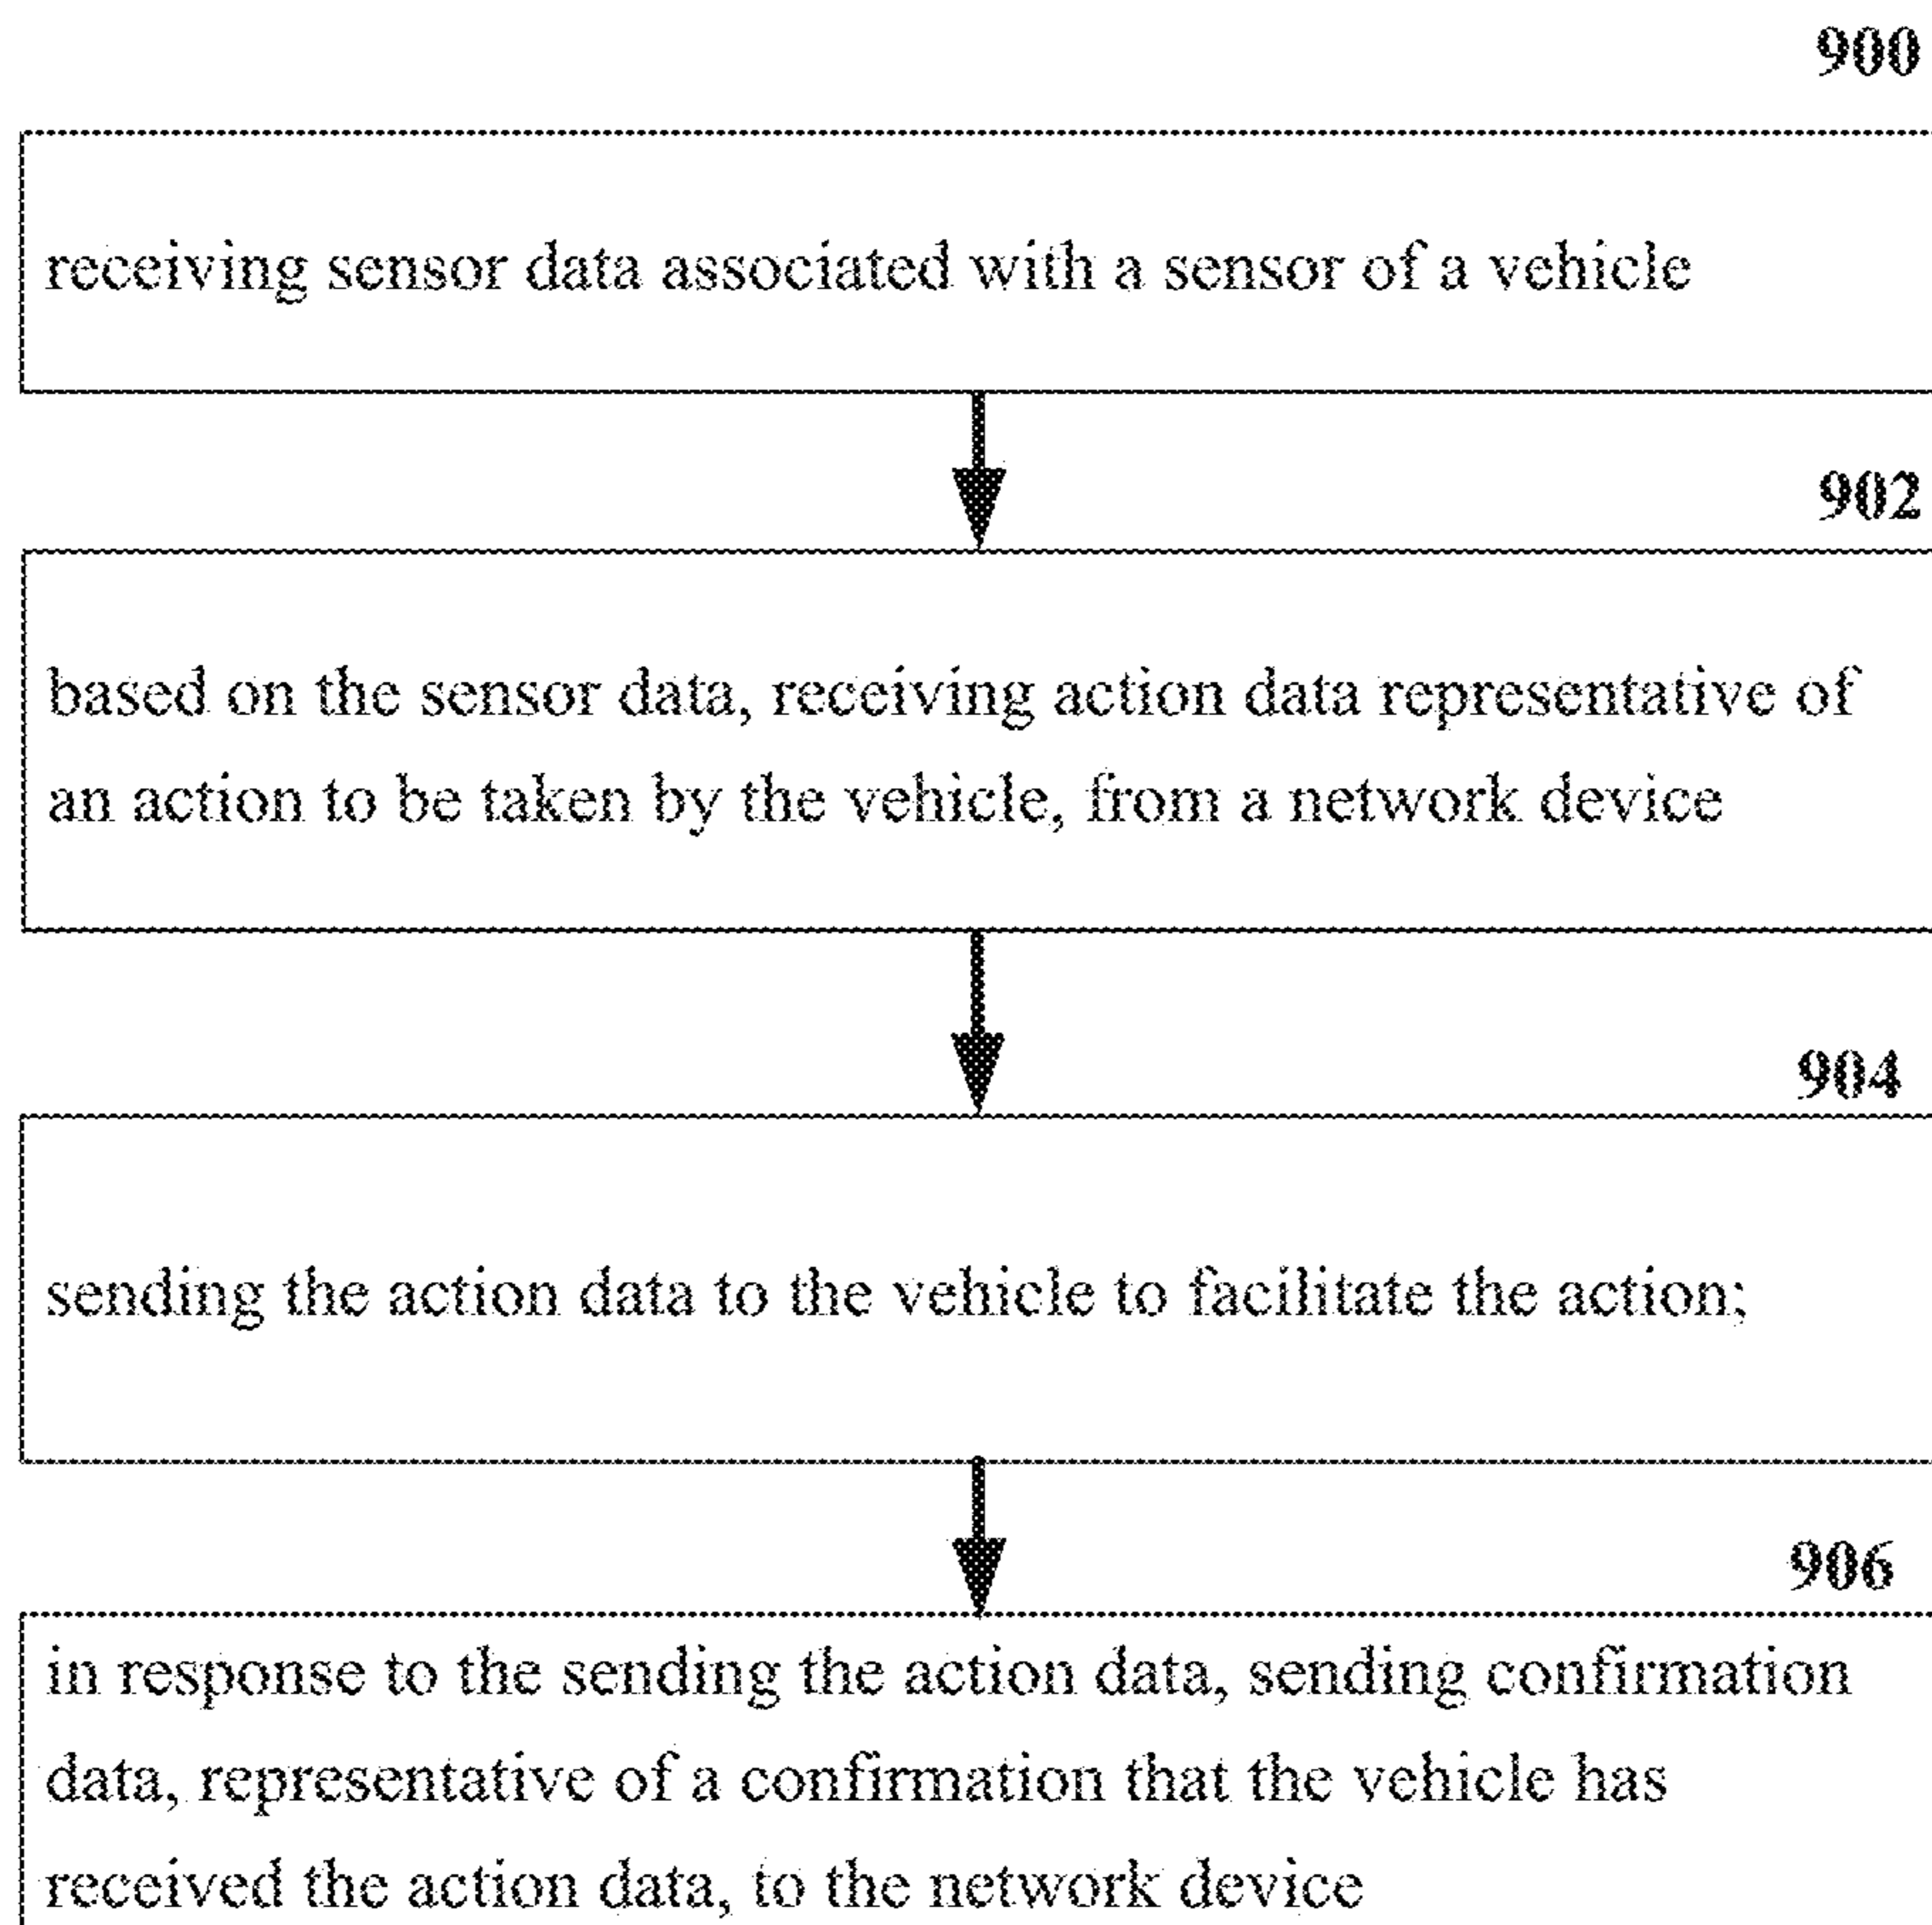 900
receiving sensor data associated with a sensor of a vehicle
902
based on the sensor data, receiving action data representative of
an action to be taken by the vehicle, from a network device
904
sending the action data to the vehicle to facilitate the action;
906
in response to the sending the action data, sending confirmation
data, representative of a confirmation that the vehicle has
received the action data, to the network device